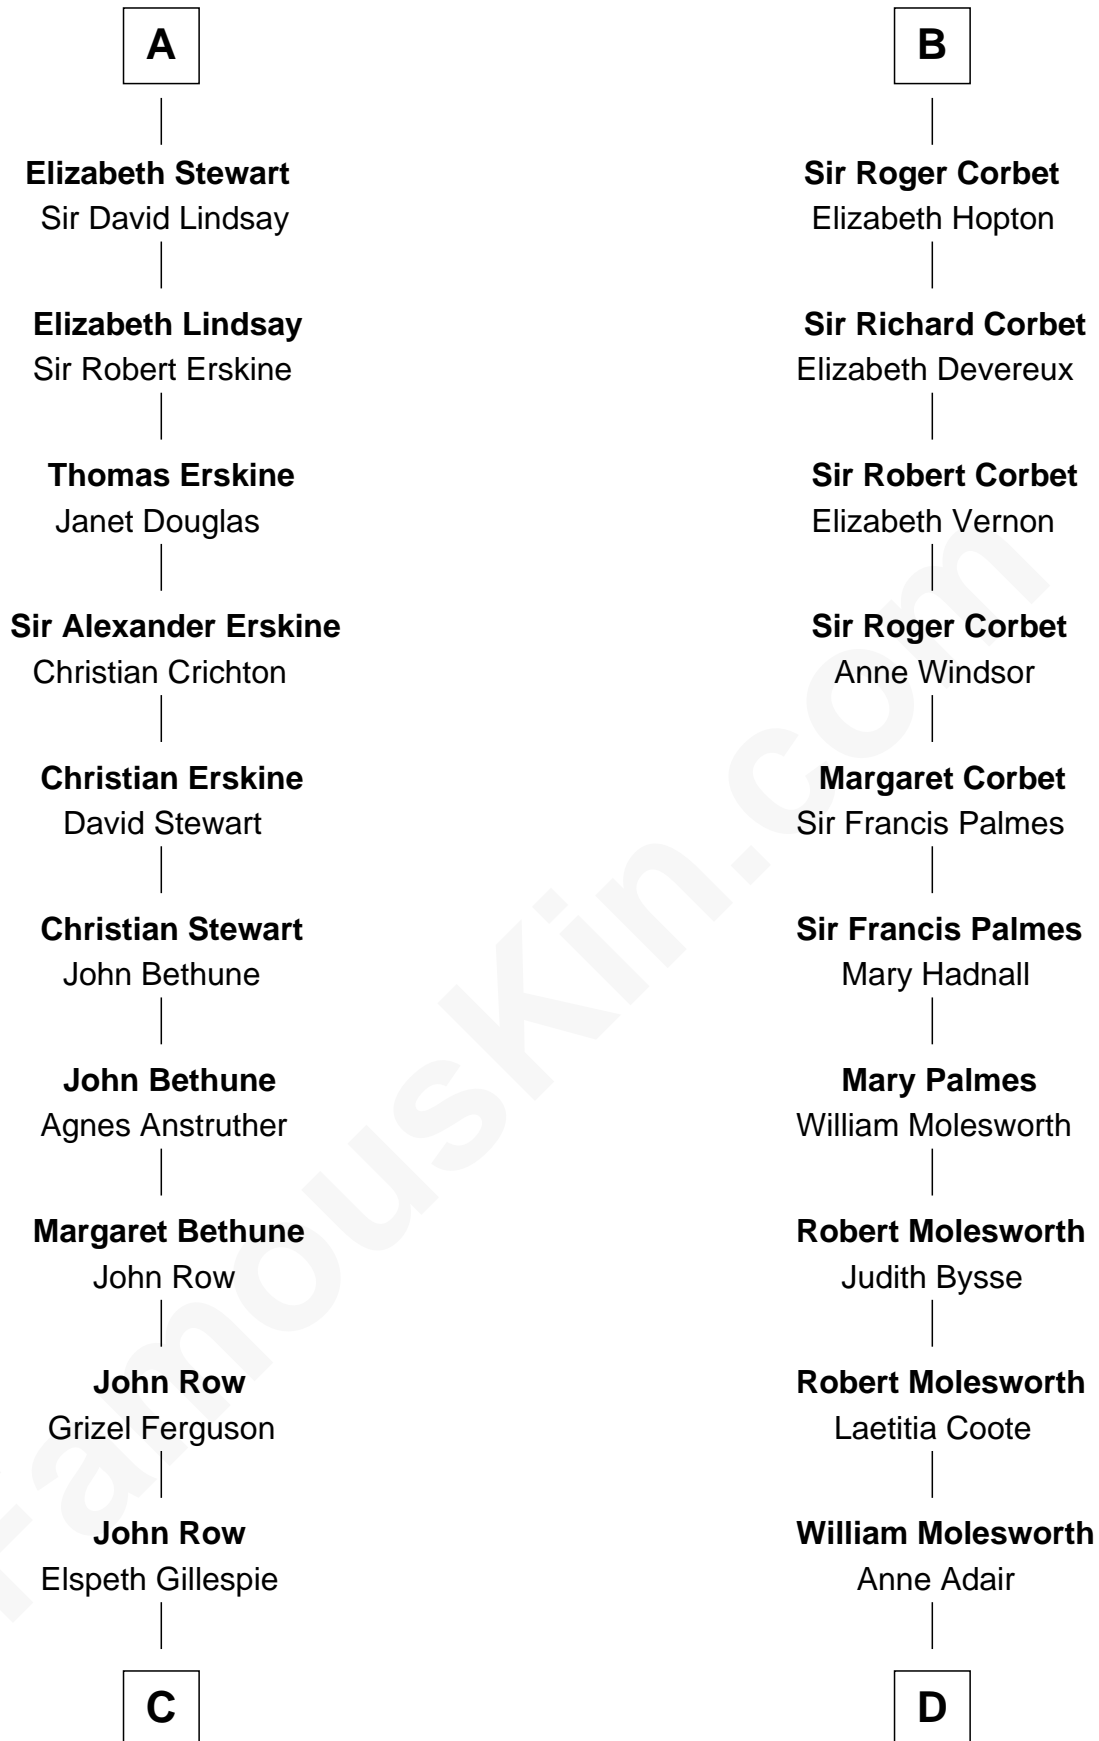 A
Elizabeth Stewart
Sir David Lindsay
Elizabeth Lindsay
Sir Robert Erskine
Thomas Erskine
Janet Douglas
Sir Alexander Erskine
Christian Crichton
Christian Erskine
David Stewart
Christian Stewart
John Bethune
John Bethune
Agnes Anstruther
Margaret Bethune
John Row
John Row
Grizel Ferguson
John Row
Elspeth Gillespie
C
B
Sir Roger Corbet
Elizabeth Hopton
Sir Richard Corbet
Elizabeth Devereux
Sir Robert Corbet
Elizabeth Vernon
Sir Roger Corbet
Anne Windsor
Margaret Corbet
Sir Francis Palmes
Sir Francis Palmes
Mary Hadnall
Mary Palmes
William Molesworth
Robert Molesworth
Judith Bysse
Robert Molesworth
Laetitia Coote
William Molesworth
Anne Adair
D
FamousKin.com